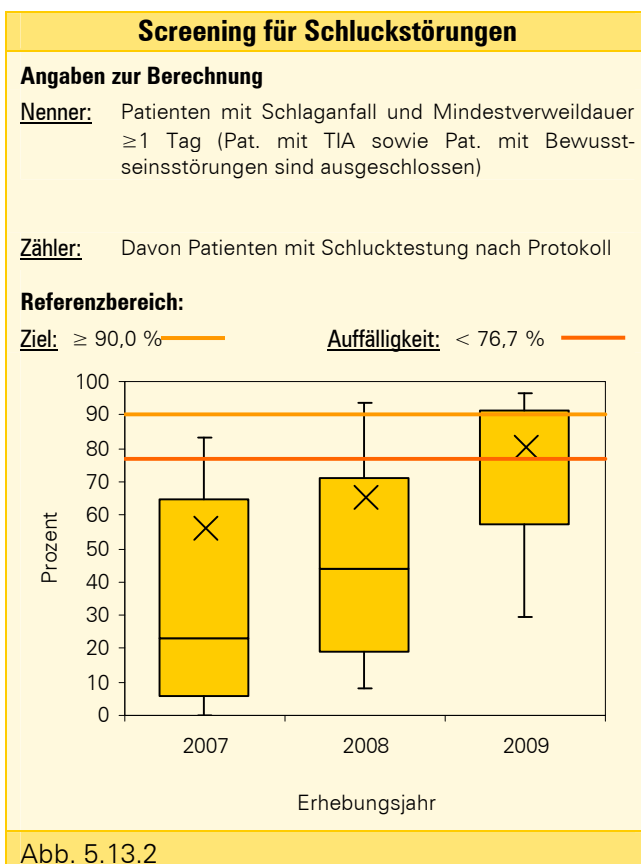 Screening für Schluckstörungen
Angaben zur Berechnung
Nenner: Patienten mit Schlaganfall und Mindestverweildauer
≥1 Tag (Pat. mit TIA sowie Pat. mit Bewusst-
seinsstörungen sind ausgeschlossen)
Zähler: Davon Patienten mit Schlucktestung nach Protokoll
Referenzbereich:
Ziel: ≥ 90,0 % Auffälligkeit: < 76,7 %
100
90
80
70
60
50
40
30
20
10
0
Prozent
2007 2008 2009
Erhebungsjahr
Abb. 5.13.2